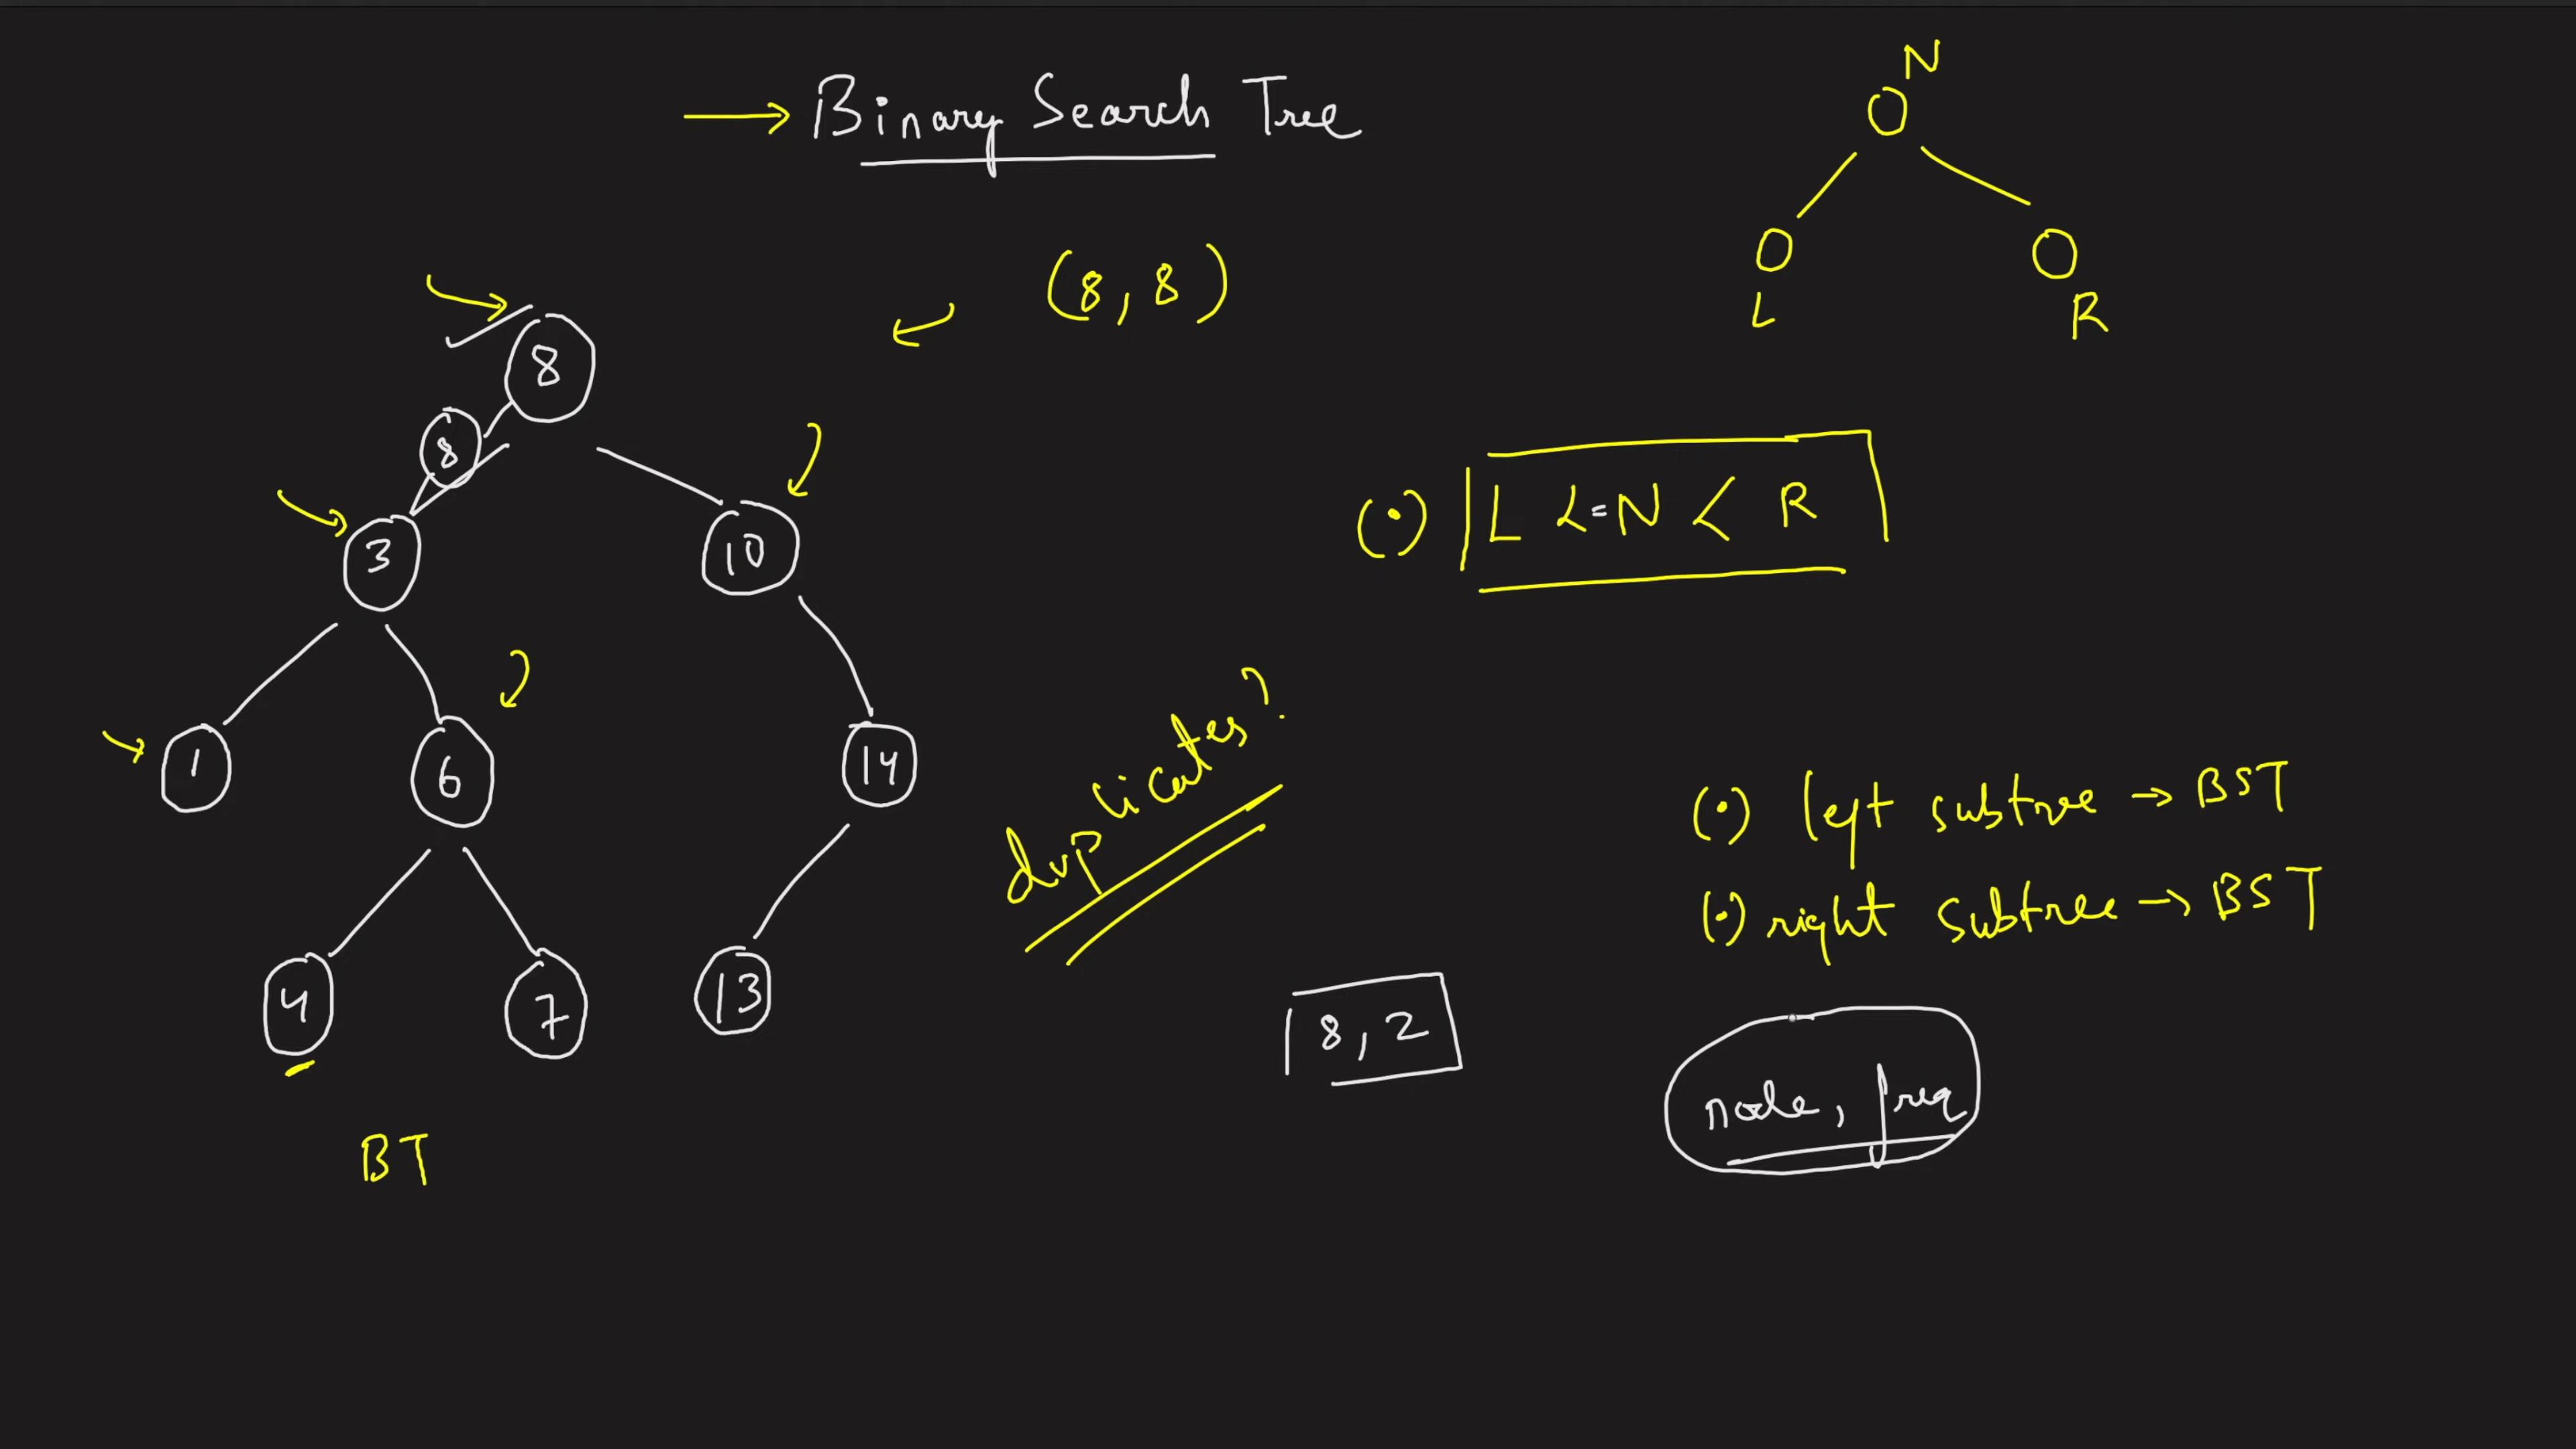 N
→ Binary Search Tree
L
R
(8, 8)
8
8
3
10
(•) L <= N < R
1
6
14
duplicates?
(•) left subtree → BST
(•) right subtree → BST
4
7
13
8, 2
node, freq
BT